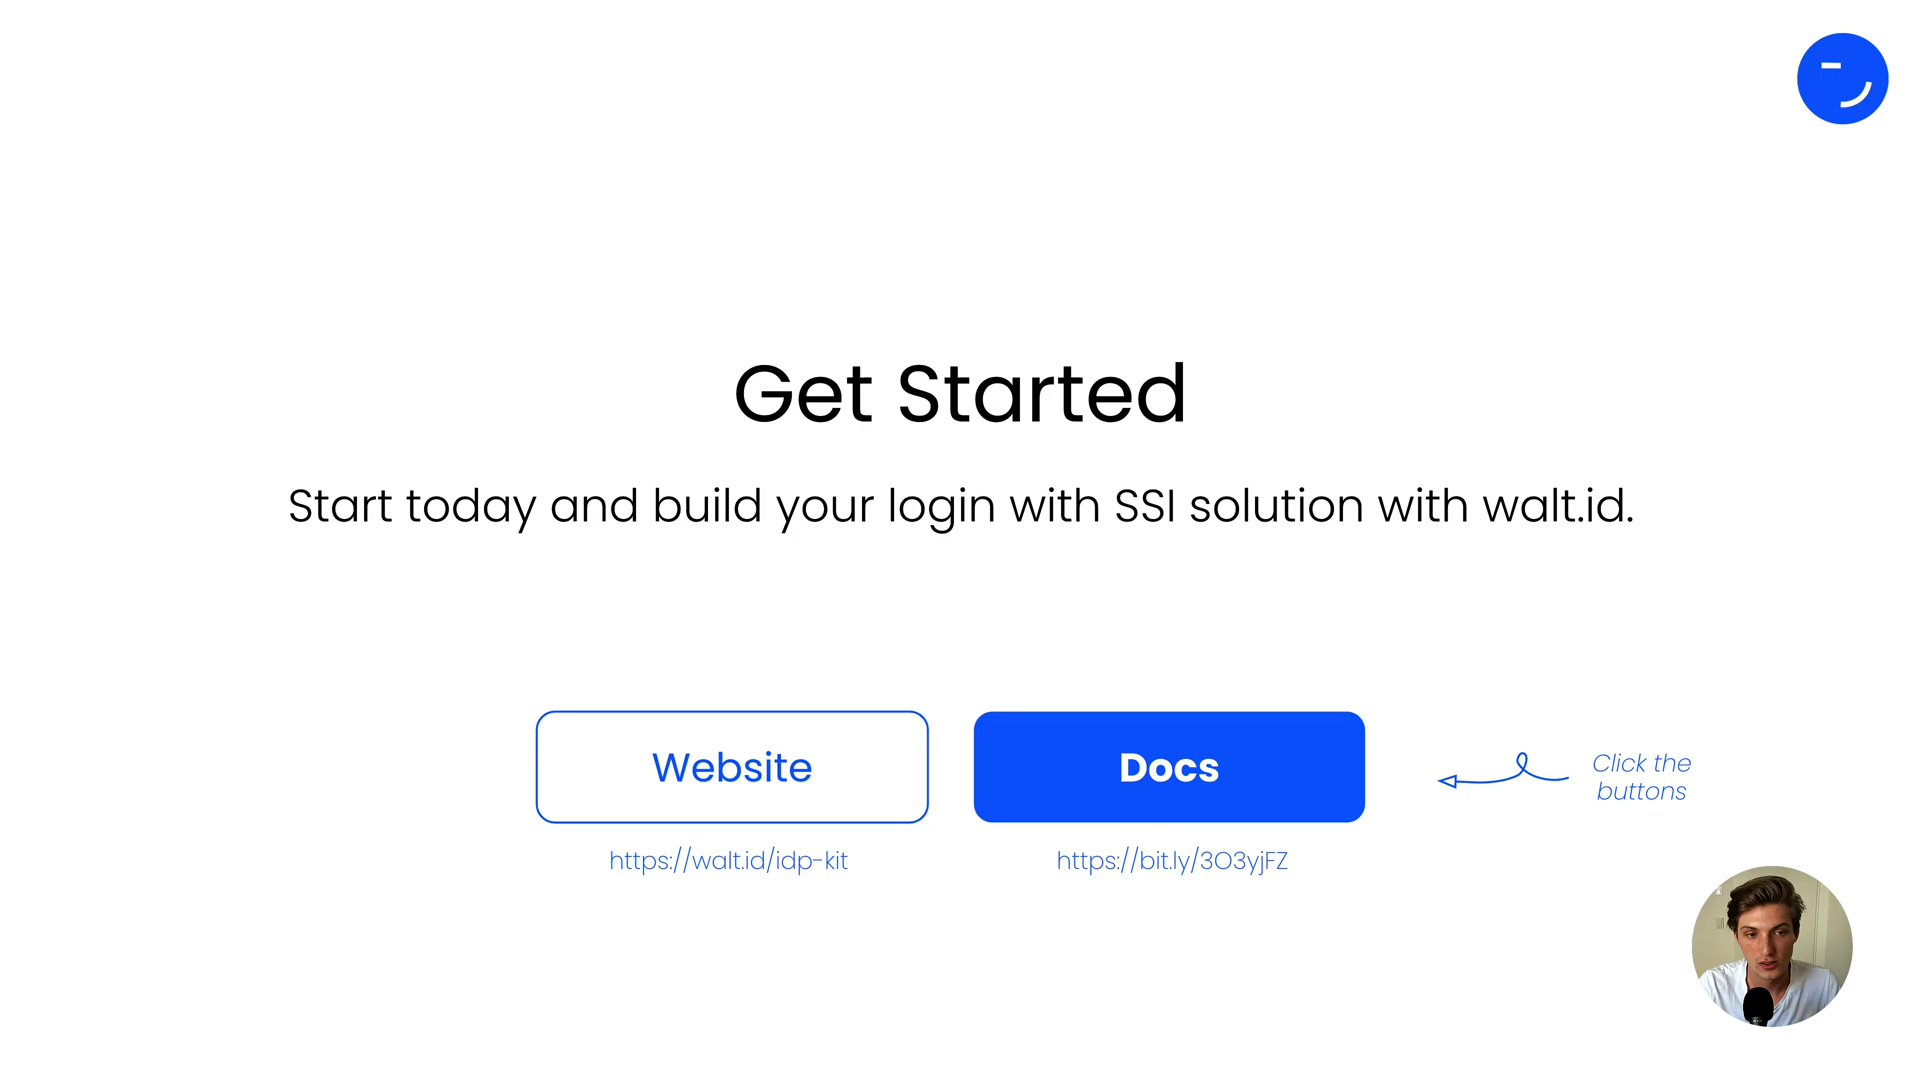 Get Started
Start today and build your login with SSI solution with walt.id.
Website
Docs
Click the
buttons
https://walt.id/idp-kit
https://bit.ly/3O3yjFZ